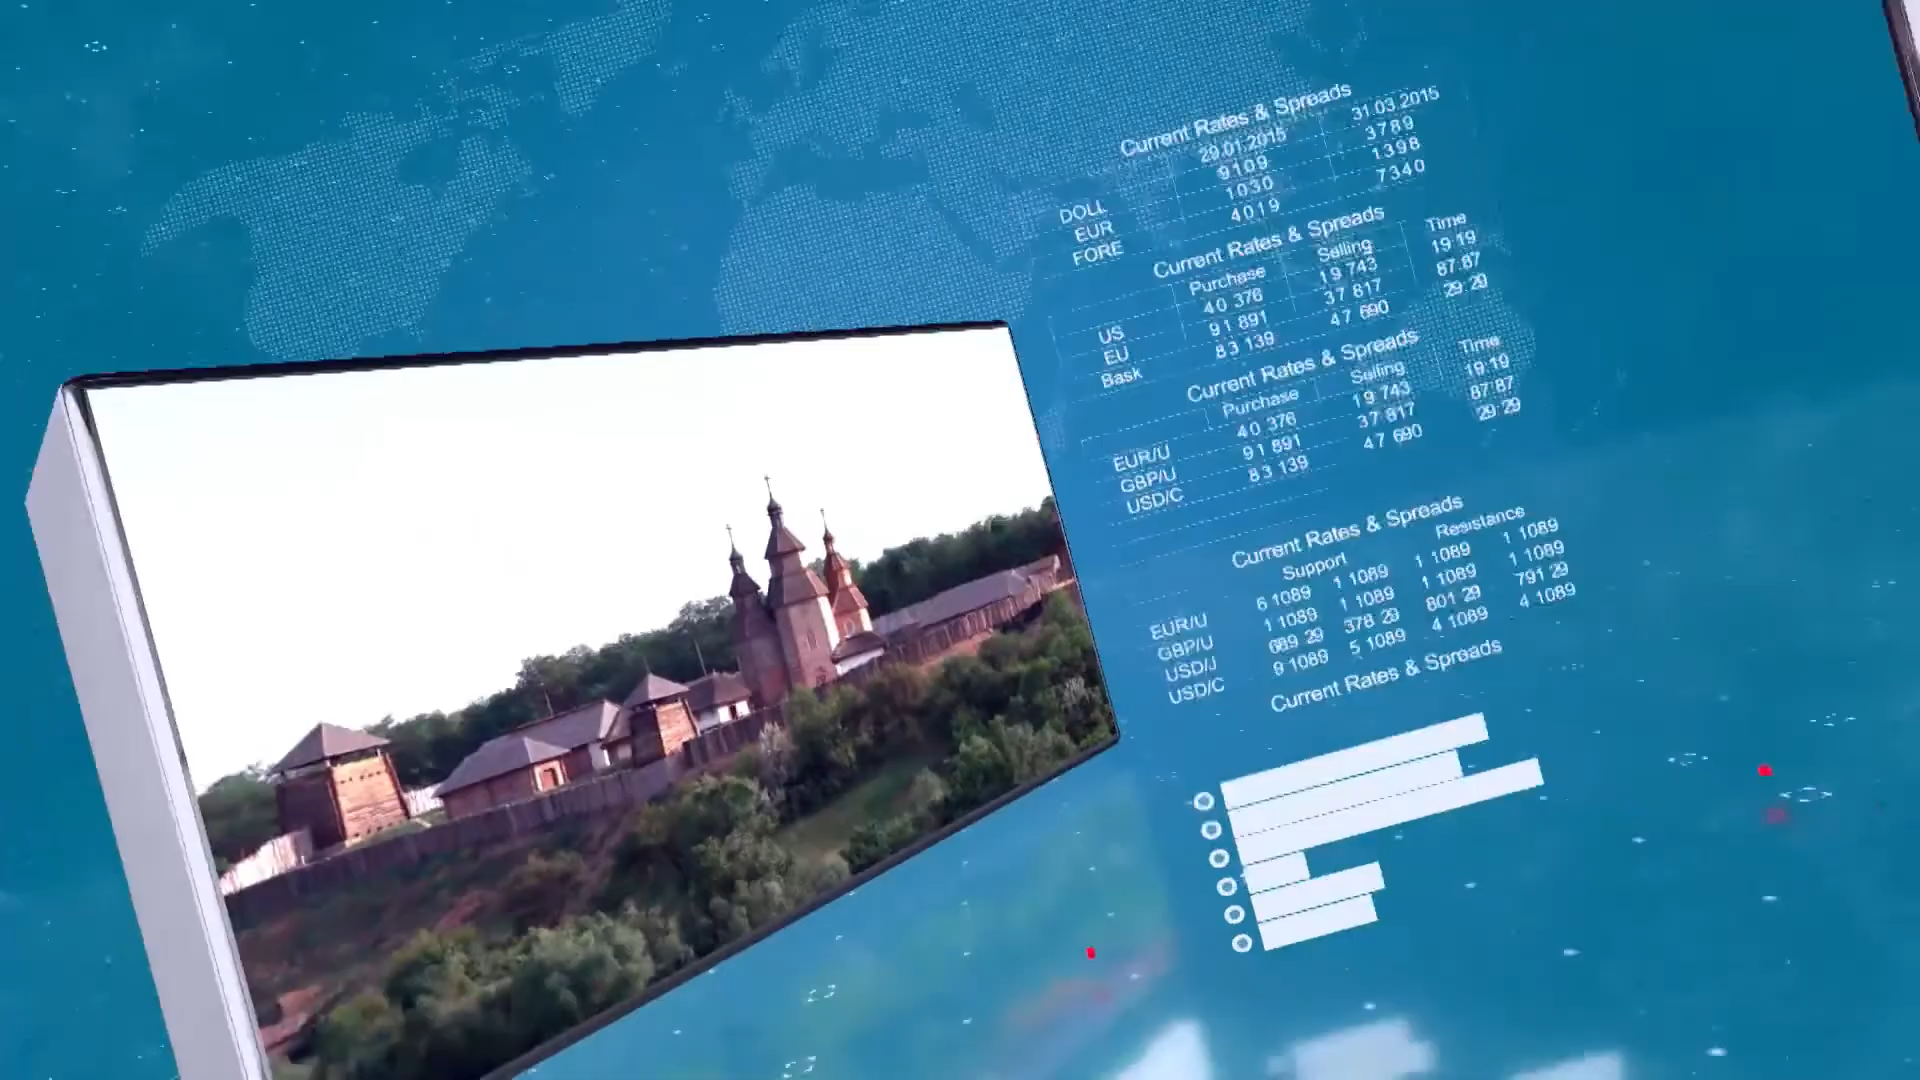 Current Rates & Spreads
29.01.2015 31.03.2015
DOLL 9109 3789
EUR 1030 1398
FORE 4019 7340
Current Rates & Spreads
Purchase Selling Time
US 40 376 19 743 19:19
EU 91 891 37 817 87:87
Bask 83 139 47 690 29:29
Current Rates & Spreads
Purchase Selling Time
EUR/U 40 376 19 743 19:19
GBP/U 91 891 37 817 87:87
USD/C 83 139 47 690 29:29
Current Rates & Spreads
Support Resistance
EUR/U 6 1089 1 1089 1 1089 1 1089
GBP/U 1 1089 1 1089 1 1089 1 1089
USD/J 689 29 378 29 801 29 791 29
USD/C 9 1089 5 1089 4 1089 4 1089
Current Rates & Spreads